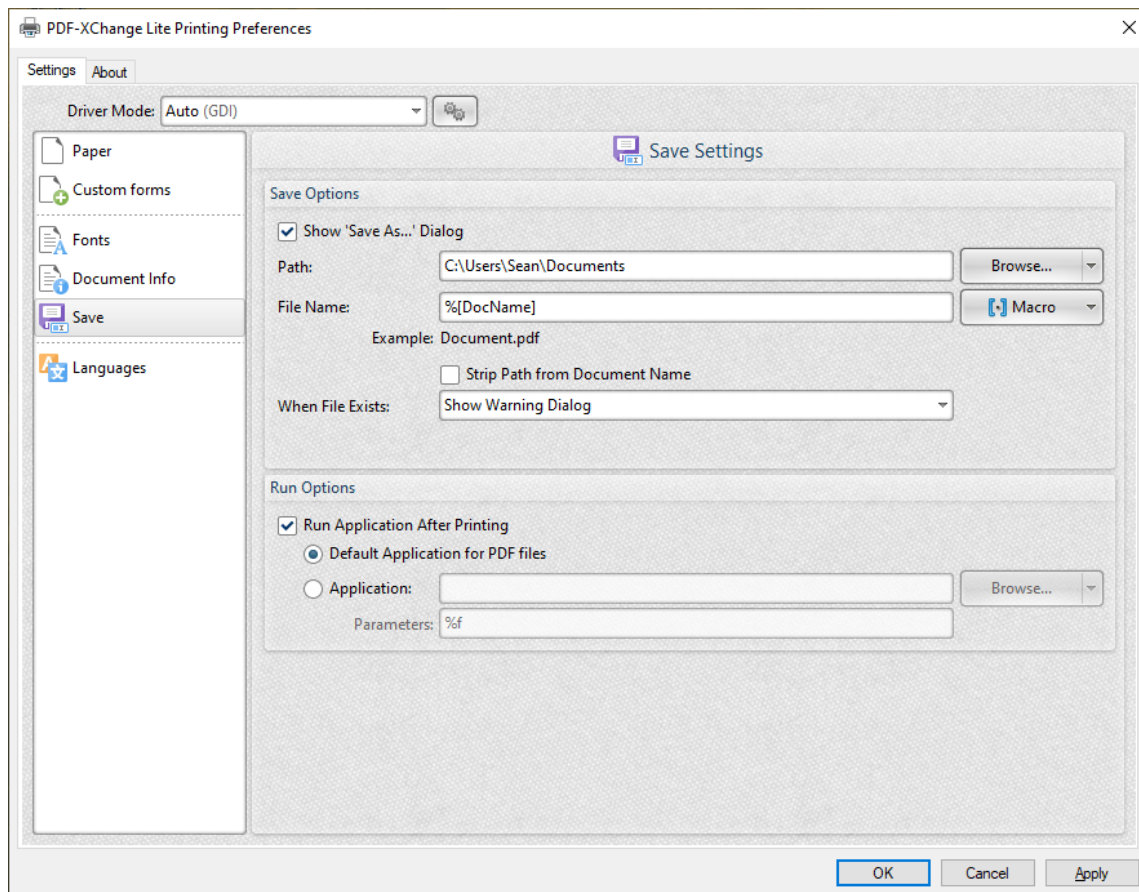 PDF-XChange Lite Printing Preferences
Settings About
Driver Mode: Auto (GDI)
Paper
Custom forms
Fonts
Document Info
Save
Languages
Save Settings
Save Options
Show 'Save As...' Dialog
Path: C:\Users\Sean\Documents Browse...
File Name: %[DocName] Macro
Example: Document.pdf
Strip Path from Document Name
When File Exists: Show Warning Dialog
Run Options
Run Application After Printing
Default Application for PDF files
Application: Browse...
Parameters: %f
OK Cancel Apply